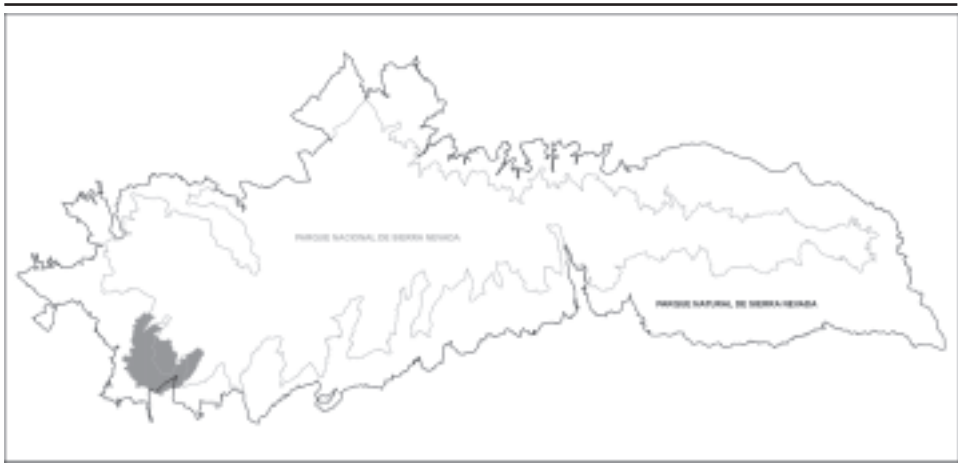 PARQUE NACIONAL DE SIERRA NEVADA
PARQUE NATURAL DE SIERRA NEVADA